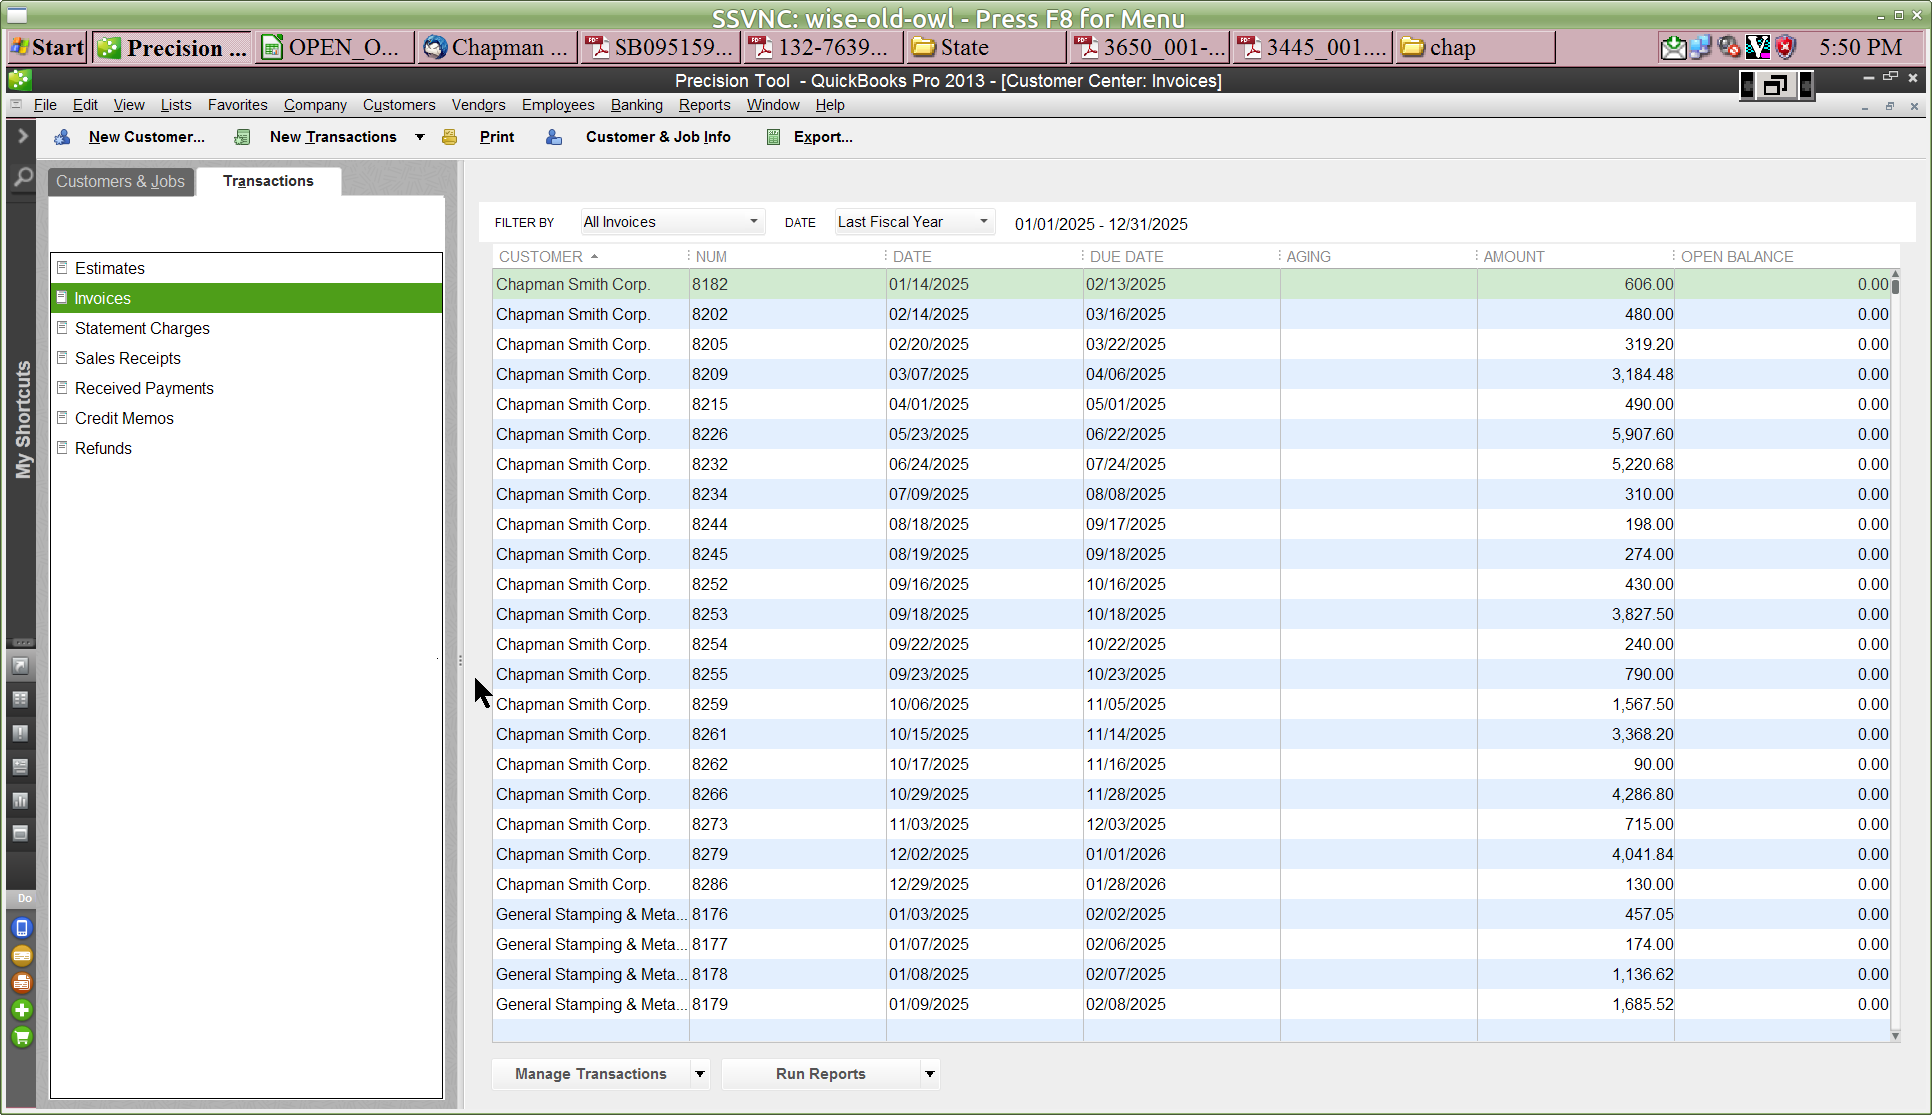 SSVNC: wise-old-owl - Press F8 for Menu
Start Precision ... OPEN_O... Chapman ... SB095159... 132-7639... State 3650_001-... 3445_001.... chap 5:50 PM
Precision Tool - QuickBooks Pro 2013 - [Customer Center: Invoices]
File Edit View Lists Favorites Company Customers Vendors Employees Banking Reports Window Help
New Customer... New Transactions Print Customer & Job Info Export...
Customers & Jobs Transactions
FILTER BY All Invoices DATE Last Fiscal Year 01/01/2025 - 12/31/2025
My Shortcuts
Do
Estimates
Invoices
Statement Charges
Sales Receipts
Received Payments
Credit Memos
Refunds
CUSTOMER NUM DATE DUE DATE AGING AMOUNT OPEN BALANCE
Chapman Smith Corp. 8182 01/14/2025 02/13/2025 606.00 0.00
Chapman Smith Corp. 8202 02/14/2025 03/16/2025 480.00 0.00
Chapman Smith Corp. 8205 02/20/2025 03/22/2025 319.20 0.00
Chapman Smith Corp. 8209 03/07/2025 04/06/2025 3,184.48 0.00
Chapman Smith Corp. 8215 04/01/2025 05/01/2025 490.00 0.00
Chapman Smith Corp. 8226 05/23/2025 06/22/2025 5,907.60 0.00
Chapman Smith Corp. 8232 06/24/2025 07/24/2025 5,220.68 0.00
Chapman Smith Corp. 8234 07/09/2025 08/08/2025 310.00 0.00
Chapman Smith Corp. 8244 08/18/2025 09/17/2025 198.00 0.00
Chapman Smith Corp. 8245 08/19/2025 09/18/2025 274.00 0.00
Chapman Smith Corp. 8252 09/16/2025 10/16/2025 430.00 0.00
Chapman Smith Corp. 8253 09/18/2025 10/18/2025 3,827.50 0.00
Chapman Smith Corp. 8254 09/22/2025 10/22/2025 240.00 0.00
Chapman Smith Corp. 8255 09/23/2025 10/23/2025 790.00 0.00
Chapman Smith Corp. 8259 10/06/2025 11/05/2025 1,567.50 0.00
Chapman Smith Corp. 8261 10/15/2025 11/14/2025 3,368.20 0.00
Chapman Smith Corp. 8262 10/17/2025 11/16/2025 90.00 0.00
Chapman Smith Corp. 8266 10/29/2025 11/28/2025 4,286.80 0.00
Chapman Smith Corp. 8273 11/03/2025 12/03/2025 715.00 0.00
Chapman Smith Corp. 8279 12/02/2025 01/01/2026 4,041.84 0.00
Chapman Smith Corp. 8286 12/29/2025 01/28/2026 130.00 0.00
General Stamping & Meta... 8176 01/03/2025 02/02/2025 457.05 0.00
General Stamping & Meta... 8177 01/07/2025 02/06/2025 174.00 0.00
General Stamping & Meta... 8178 01/08/2025 02/07/2025 1,136.62 0.00
General Stamping & Meta... 8179 01/09/2025 02/08/2025 1,685.52 0.00
Manage Transactions Run Reports